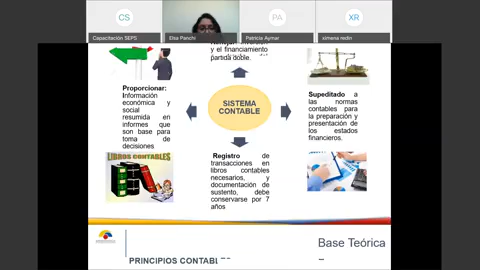 CS
PA
XR
Capacitación SEPS
Elsa Panchi
Patricia Aymar
ximena redin
y el financiamiento
partida doble.
Proporcionar:
Información
económica y
social
resumida en
informes que
son base para
toma de
decisiones
SISTEMA
CONTABLE
Supeditado a
las normas
contables para
la preparación y
presentación de
los estados
financieros.
LIBROS CONTABLES
Registro de
transacciones en
libros contables
necesarios, y
documentación de
sustento, debe
conservarse por 7
años
Base Teórica
PRINCIPIOS